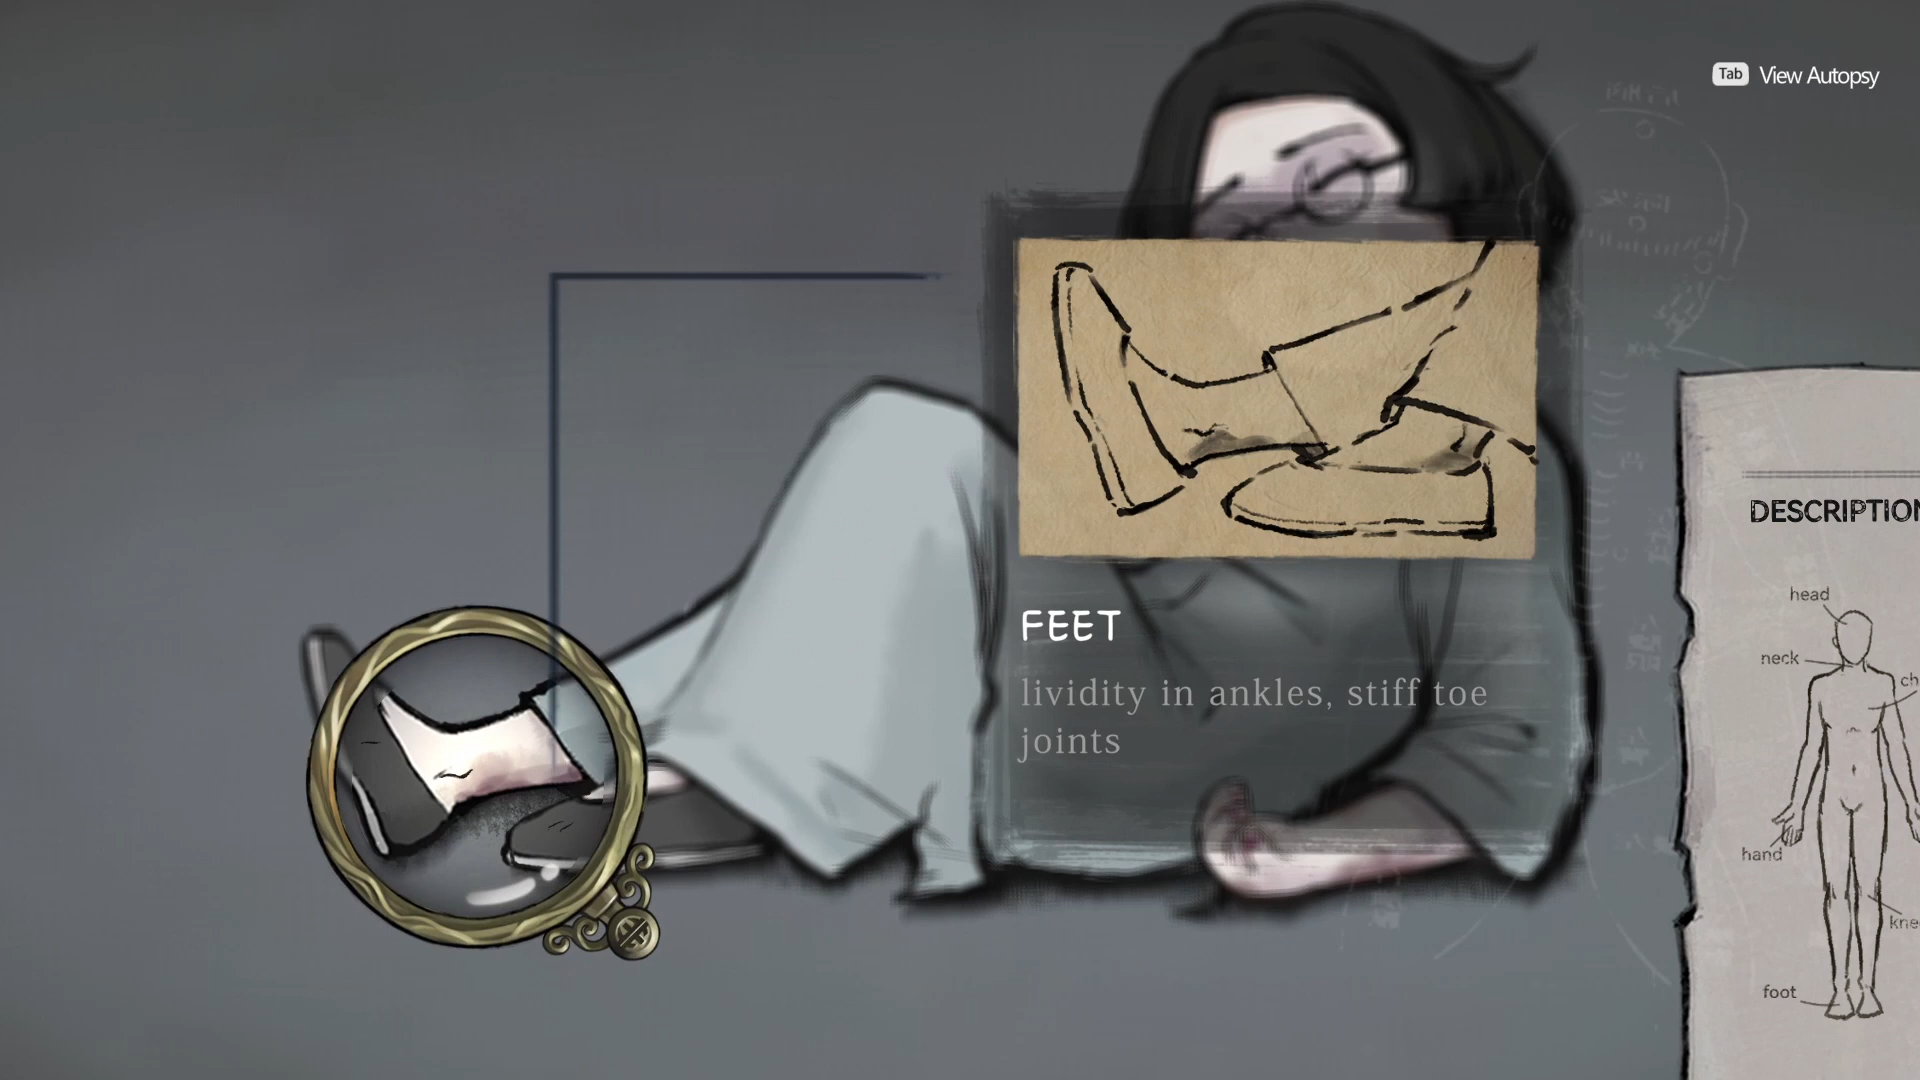 Tab View Autopsy
FEET
lividity in ankles, stiff toe
joints
DESCRIPTION
head
neck
hand
foot